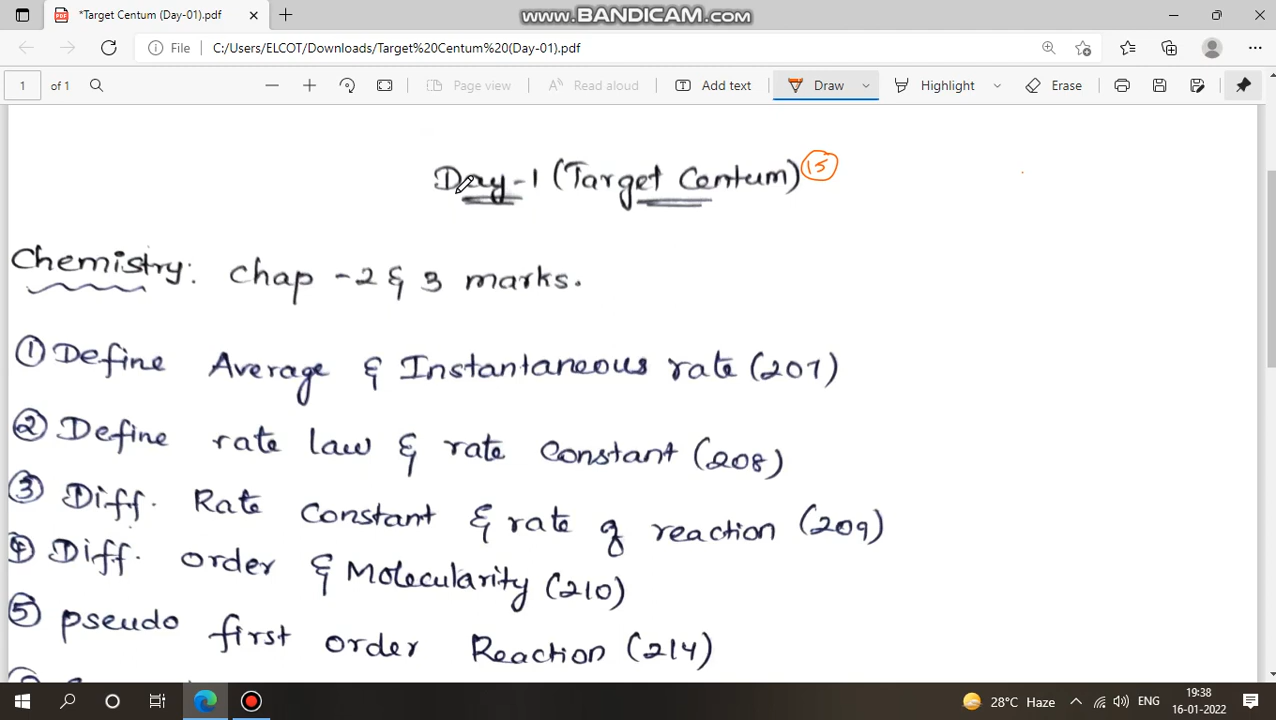 *Target Centum (Day-01).pdf
WWW.BANDICAM.COM
File C:/Users/ELCOT/Downloads/Target%20Centum%20(Day-01).pdf
1 of 1 Page view Read aloud Add text Draw Highlight Erase
Day-1 (Target Centum) 15
Chemistry: Chap - 2 & 3 marks.
① Define Average & Instantaneous rate (207)
② Define rate law & rate Constant (208)
③ Diff. Rate Constant & rate of reaction (209)
④ Diff. order & Molecularity (210)
⑤ pseudo first order Reaction (214)
28°C Haze ENG 19:38
16-01-2022